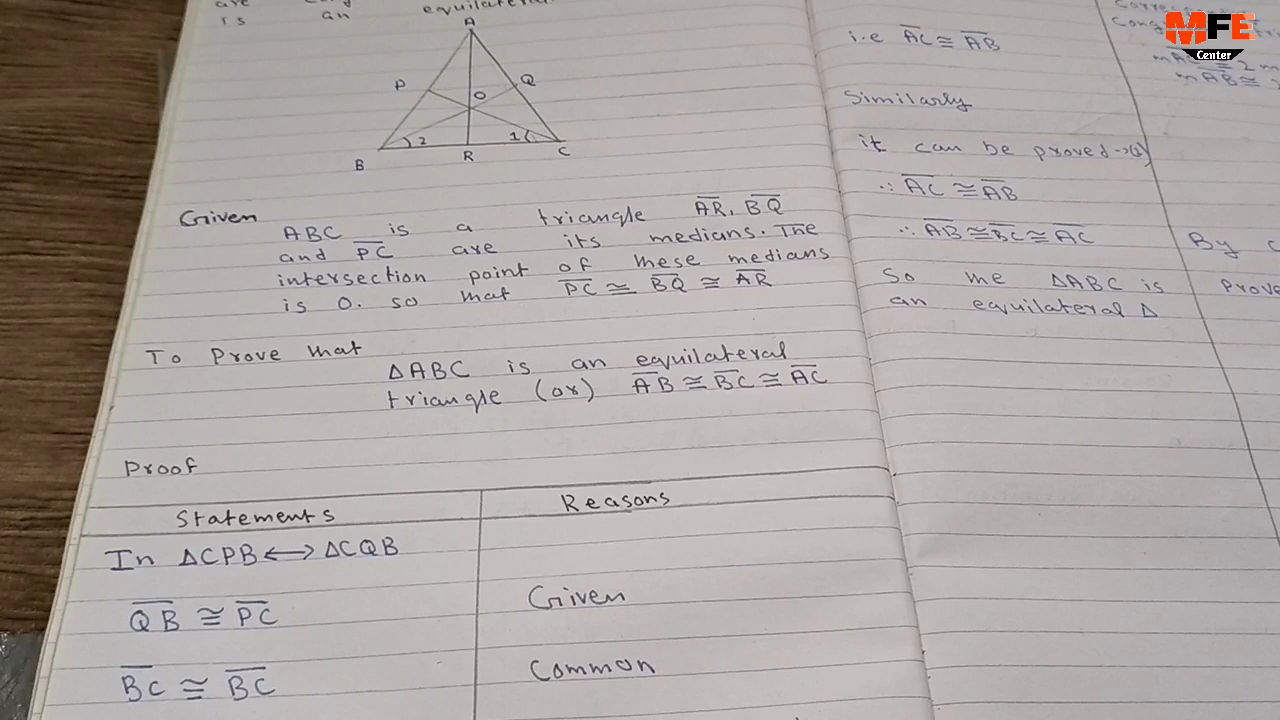 are
is an equilateral
A
P
Q
O
2
1
B
R
C
Given
ABC is a triangle AR, BQ
and PC are its medians. The
intersection point of these medians
is O. so that PC ≅ BQ ≅ AR
To Prove that
ΔABC is an equilateral
triangle (or) AB ≅ BC ≅ AC
Proof
Statements Reasons
In ΔCPB ↔ ΔCQB
QB ≅ PC Given
BC ≅ BC Common
i.e AC ≅ AB
Similarly
it can be proved
∴ AC ≅ AB
∴ AB ≅ BC ≅ AC
By
So the ΔABC is
an equilateral Δ
MFE
Center